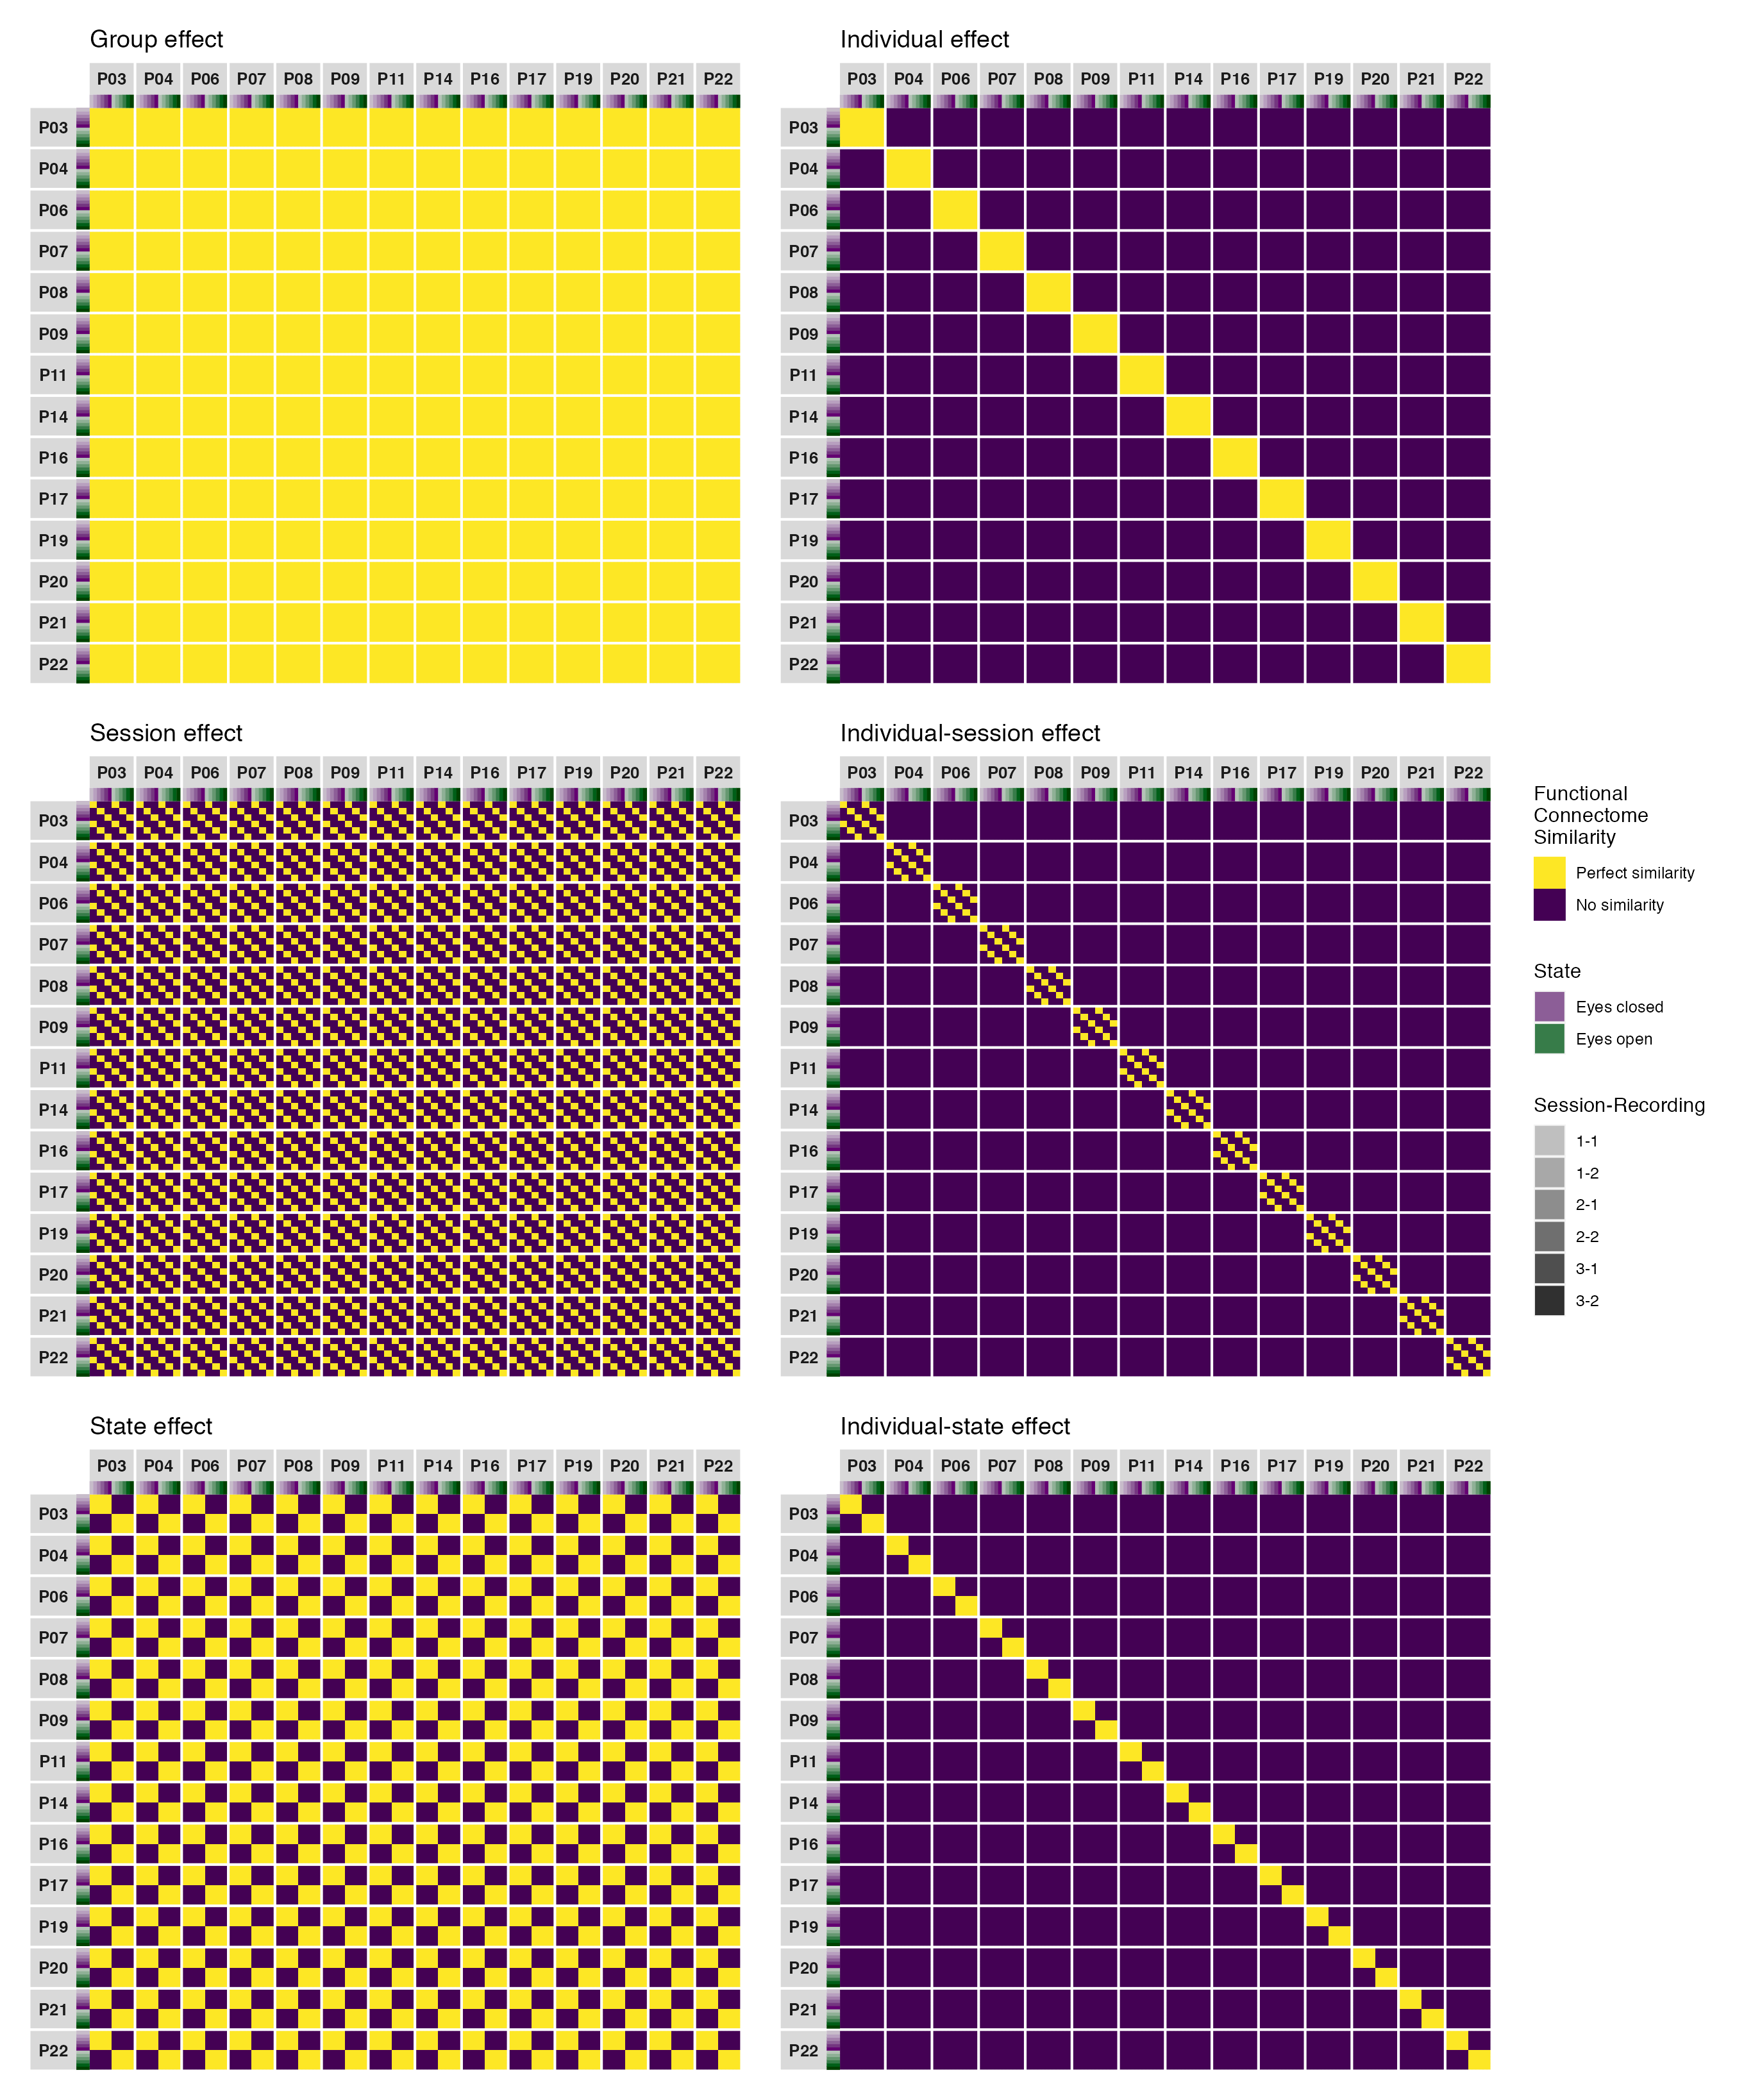 Group effect
P03 P04 P06 P07 P08 P09 P11 P14 P16 P17 P19 P20 P21 P22
P03
P04
P06
P07
P08
P09
P11
P14
P16
P17
P19
P20
P21
P22
Individual effect
P03 P04 P06 P07 P08 P09 P11 P14 P16 P17 P19 P20 P21 P22
P03
P04
P06
P07
P08
P09
P11
P14
P16
P17
P19
P20
P21
P22
Session effect
P03 P04 P06 P07 P08 P09 P11 P14 P16 P17 P19 P20 P21 P22
P03
P04
P06
P07
P08
P09
P11
P14
P16
P17
P19
P20
P21
P22
Individual-session effect
P03 P04 P06 P07 P08 P09 P11 P14 P16 P17 P19 P20 P21 P22
P03
P04
P06
P07
P08
P09
P11
P14
P16
P17
P19
P20
P21
P22
Functional
Connectome
Similarity
Perfect similarity
No similarity
State
Eyes closed
Eyes open
Session-Recording
1-1
1-2
2-1
2-2
3-1
3-2
State effect
P03 P04 P06 P07 P08 P09 P11 P14 P16 P17 P19 P20 P21 P22
P03
P04
P06
P07
P08
P09
P11
P14
P16
P17
P19
P20
P21
P22
Individual-state effect
P03 P04 P06 P07 P08 P09 P11 P14 P16 P17 P19 P20 P21 P22
P03
P04
P06
P07
P08
P09
P11
P14
P16
P17
P19
P20
P21
P22